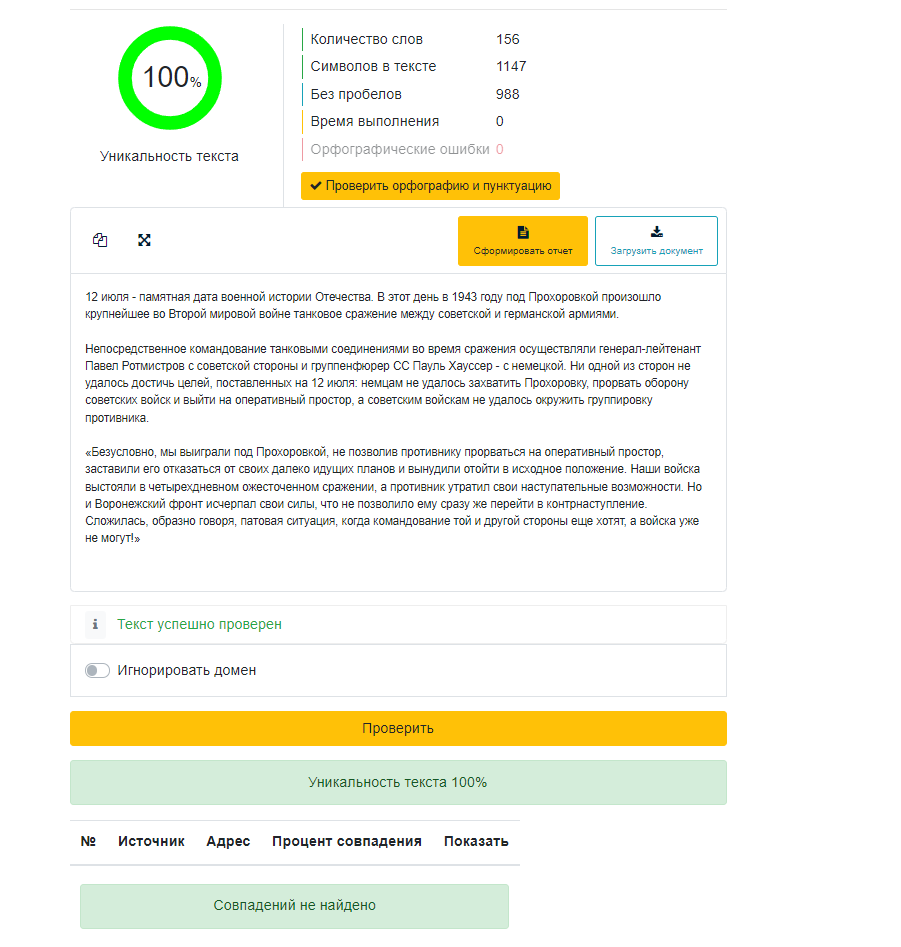 100%
Уникальность текста
Количество слов 156
Символов в тексте 1147
Без пробелов 988
Время выполнения 0
Орфографические ошибки 0
Проверить орфографию и пунктуацию
Сформировать отчет
Загрузить документ
12 июля - памятная дата военной истории Отечества. В этот день в 1943 году под Прохоровкой произошло
крупнейшее во Второй мировой войне танковое сражение между советской и германской армиями.
Непосредственное командование танковыми соединениями во время сражения осуществляли генерал-лейтенант
Павел Ротмистров с советской стороны и группенфюрер СС Пауль Хауссер - с немецкой. Ни одной из сторон не
удалось достичь целей, поставленных на 12 июля: немцам не удалось захватить Прохоровку, прорвать оборону
советских войск и выйти на оперативный простор, а советским войскам не удалось окружить группировку
противника.
«Безусловно, мы выиграли под Прохоровкой, не позволив противнику прорваться на оперативный простор,
заставили его отказаться от своих далеко идущих планов и вынудили отойти в исходное положение. Наши войска
выстояли в четырехдневном ожесточенном сражении, а противник утратил свои наступательные возможности. Но
и Воронежский фронт исчерпал свои силы, что не позволило ему сразу же перейти в контрнаступление.
Сложилась, образно говоря, патовая ситуация, когда командование той и другой стороны еще хотят, а войска уже
не могут!»
Текст успешно проверен
Игнорировать домен
Проверить
Уникальность текста 100%
№ Источник Адрес Процент совпадения Показать
Совпадений не найдено